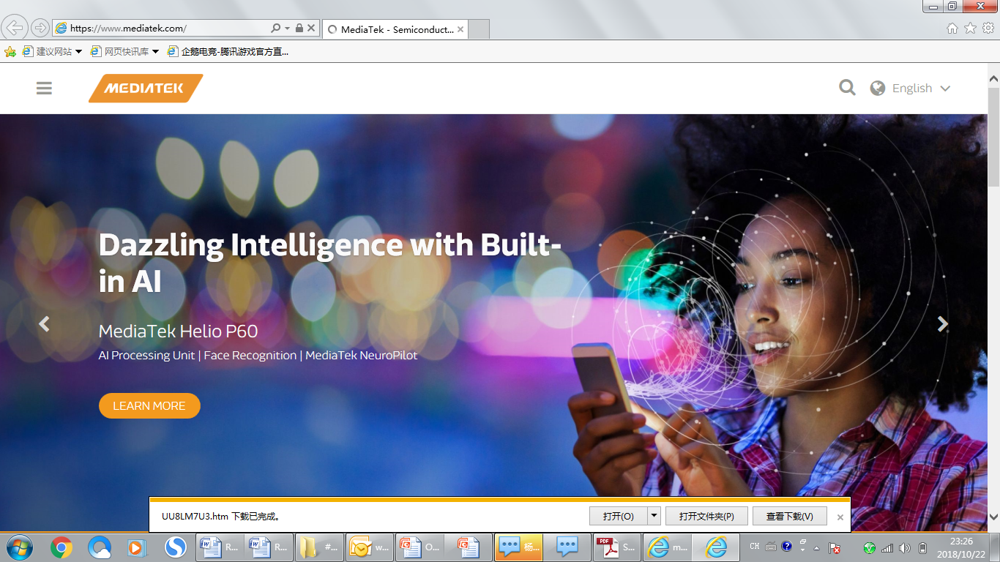 https://www.mediatek.com/
MediaTek - Semiconduct...
建议网站
网页快讯库
企鹅电竞-腾讯游戏官方直...
MEDIATEK
English
Dazzling Intelligence with Built-
in AI
MediaTek Helio P60
AI Processing Unit | Face Recognition | MediaTek NeuroPilot
LEARN MORE
UU8LM7U3.htm 下载已完成。
打开(O)
打开文件夹(P)
查看下载(V)
R...
R...
#...
w...
O...
杨...
PDF
S...
m...
CH
23:26
2018/10/22